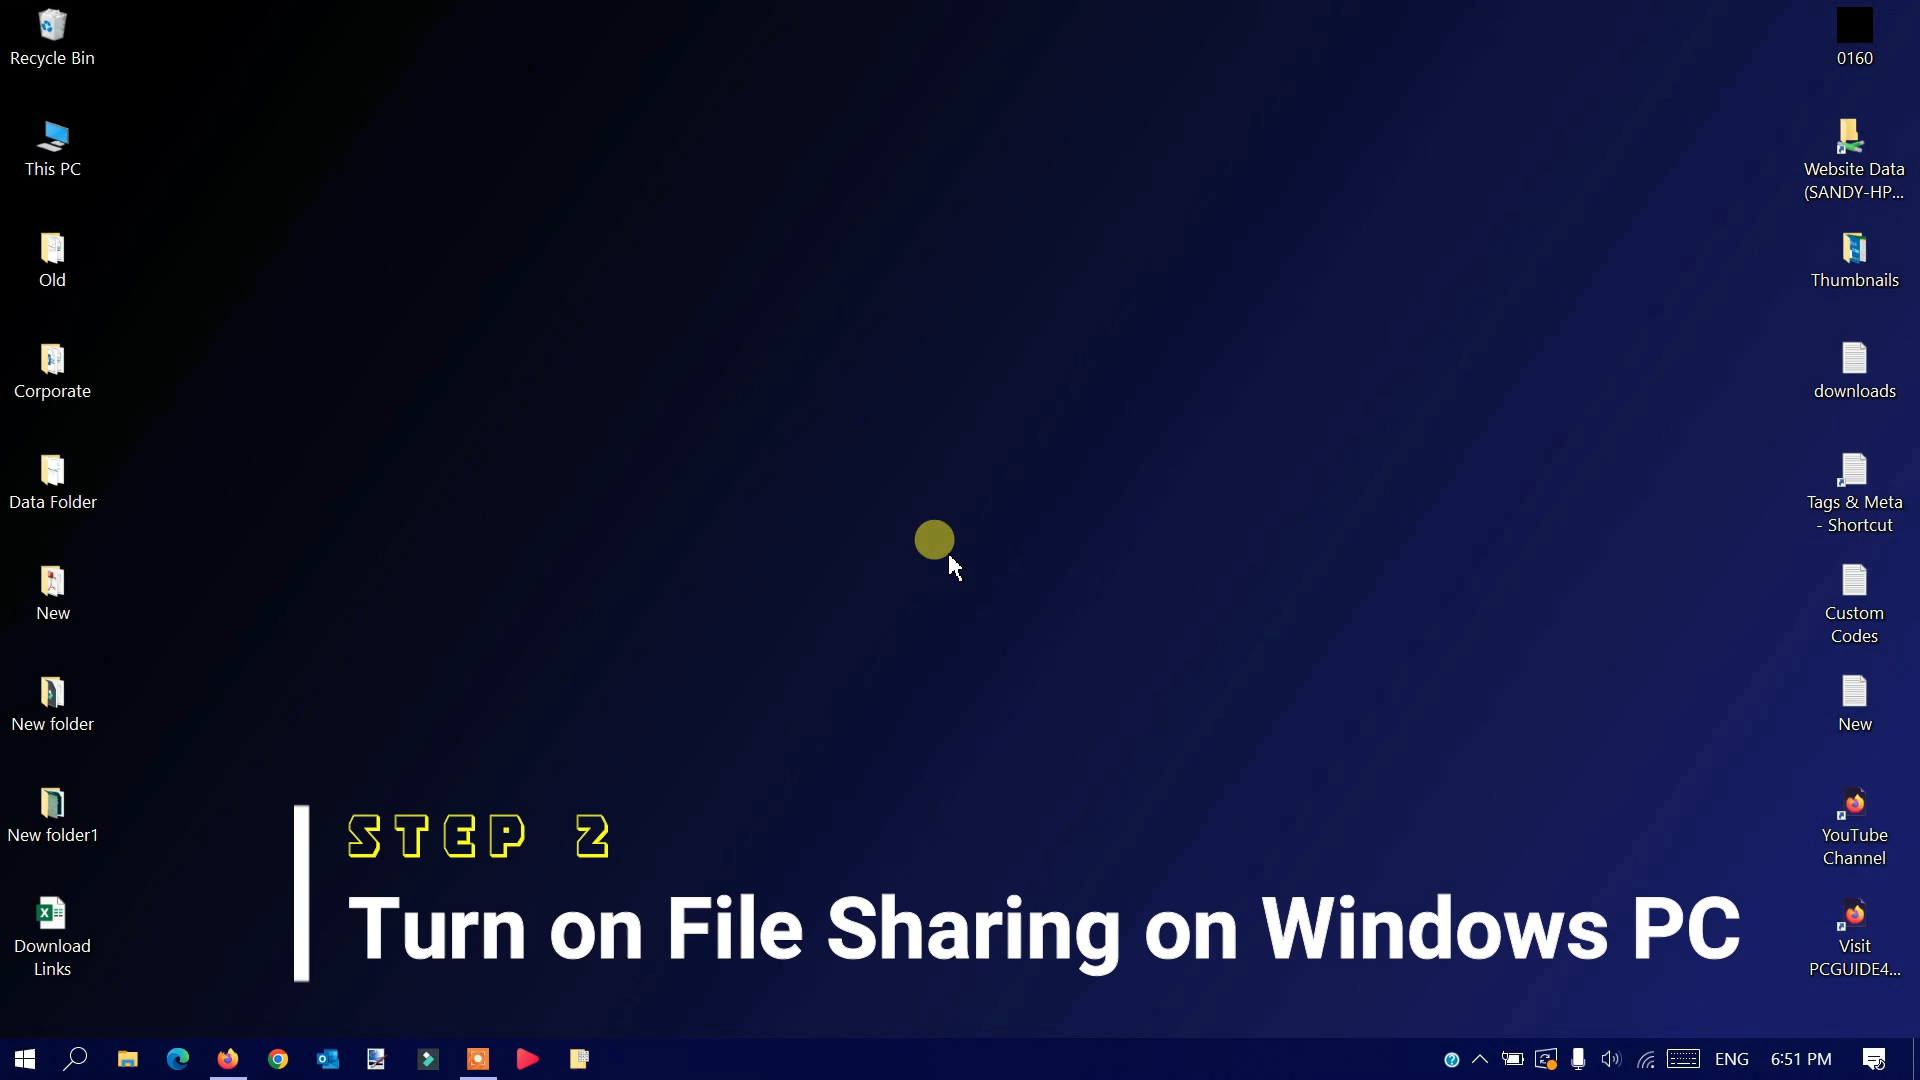 Recycle Bin
This PC
Old
Corporate
Data Folder
New
New folder
New folder1
Download
Links
0160
Website Data
(SANDY-HP...
Thumbnails
downloads
Tags & Meta
- Shortcut
Custom
Codes
New
YouTube
Channel
Visit
PCGUIDE4...
STEP 2
Turn on File Sharing on Windows PC
ENG
6:51 PM